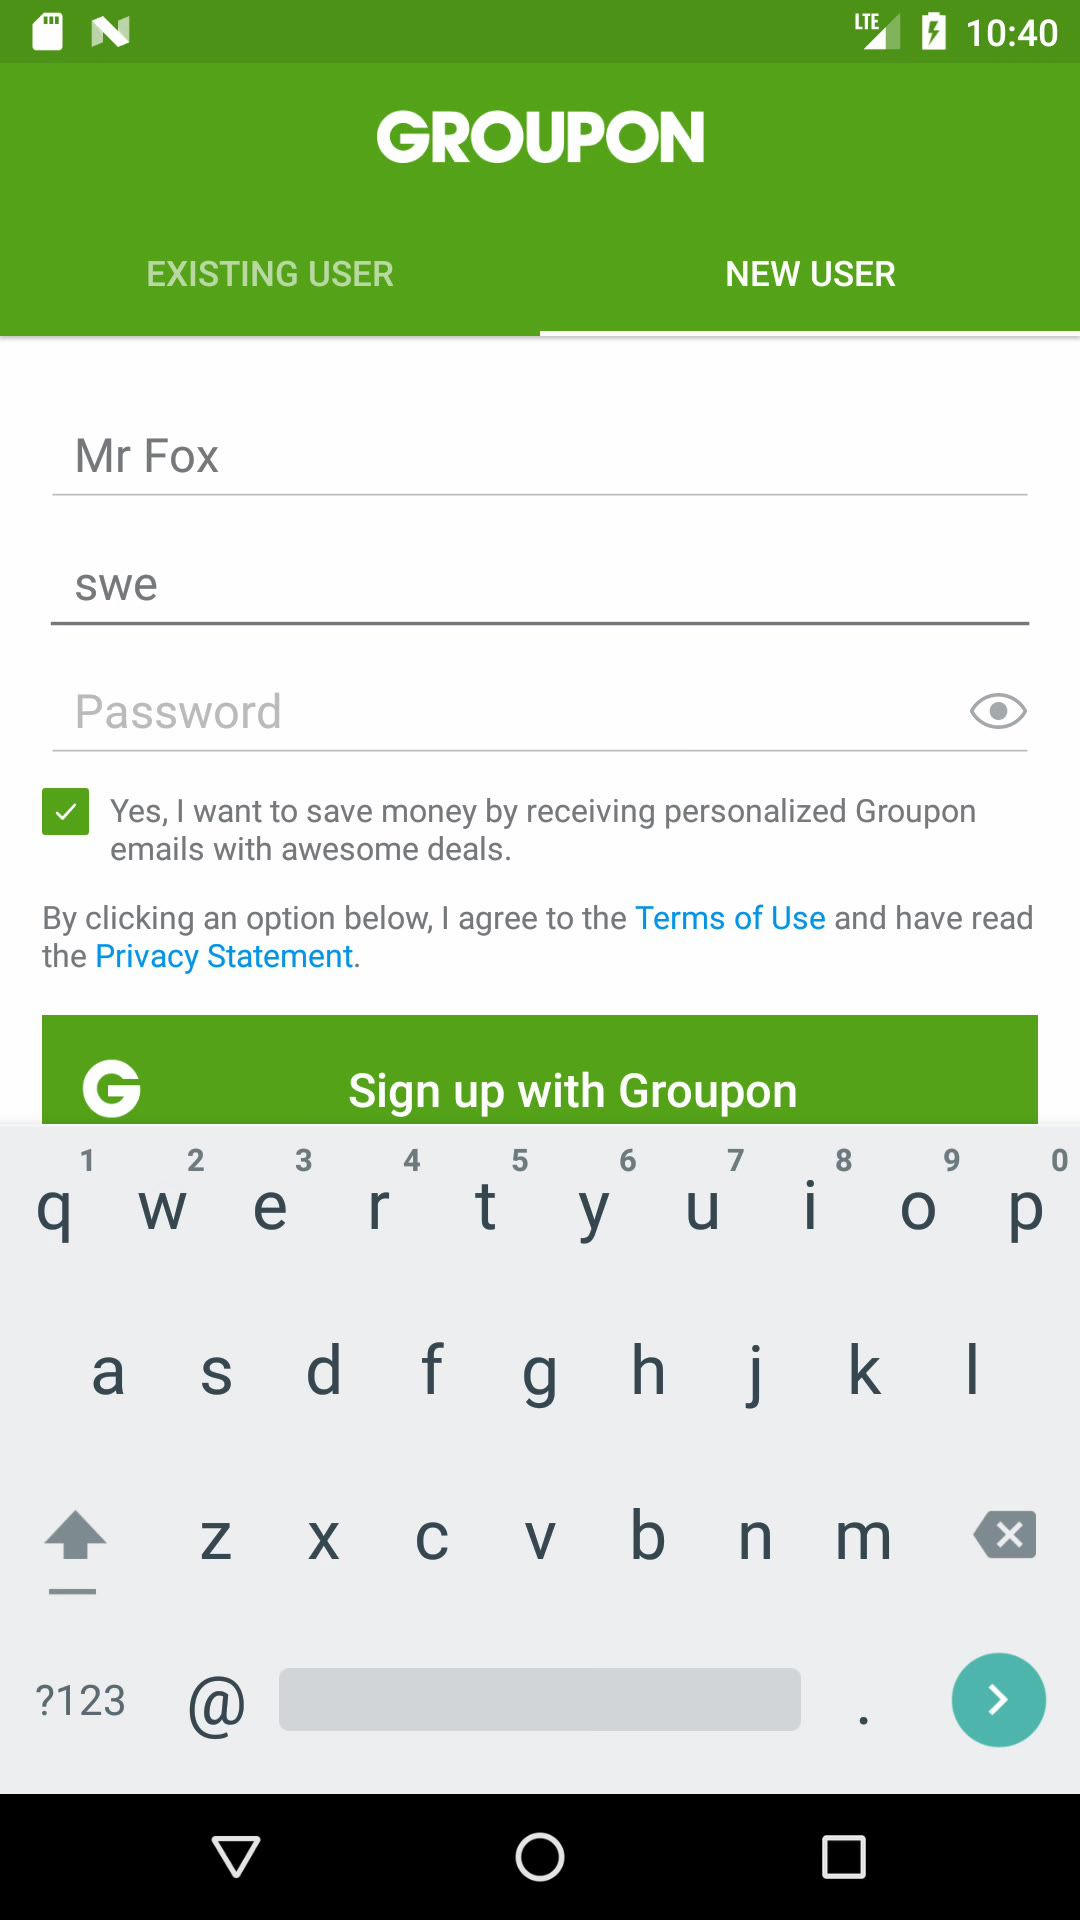 LTE 10:40
GROUPON
EXISTING USER NEW USER
Mr Fox
swe
Password
Yes, I want to save money by receiving personalized Groupon
emails with awesome deals.
By clicking an option below, I agree to the Terms of Use and have read
the Privacy Statement.
G Sign up with Groupon
1 2 3 4 5 6 7 8 9 0
q w e r t y u i o p
a s d f g h j k l
z x c v b n m
?123 @ .